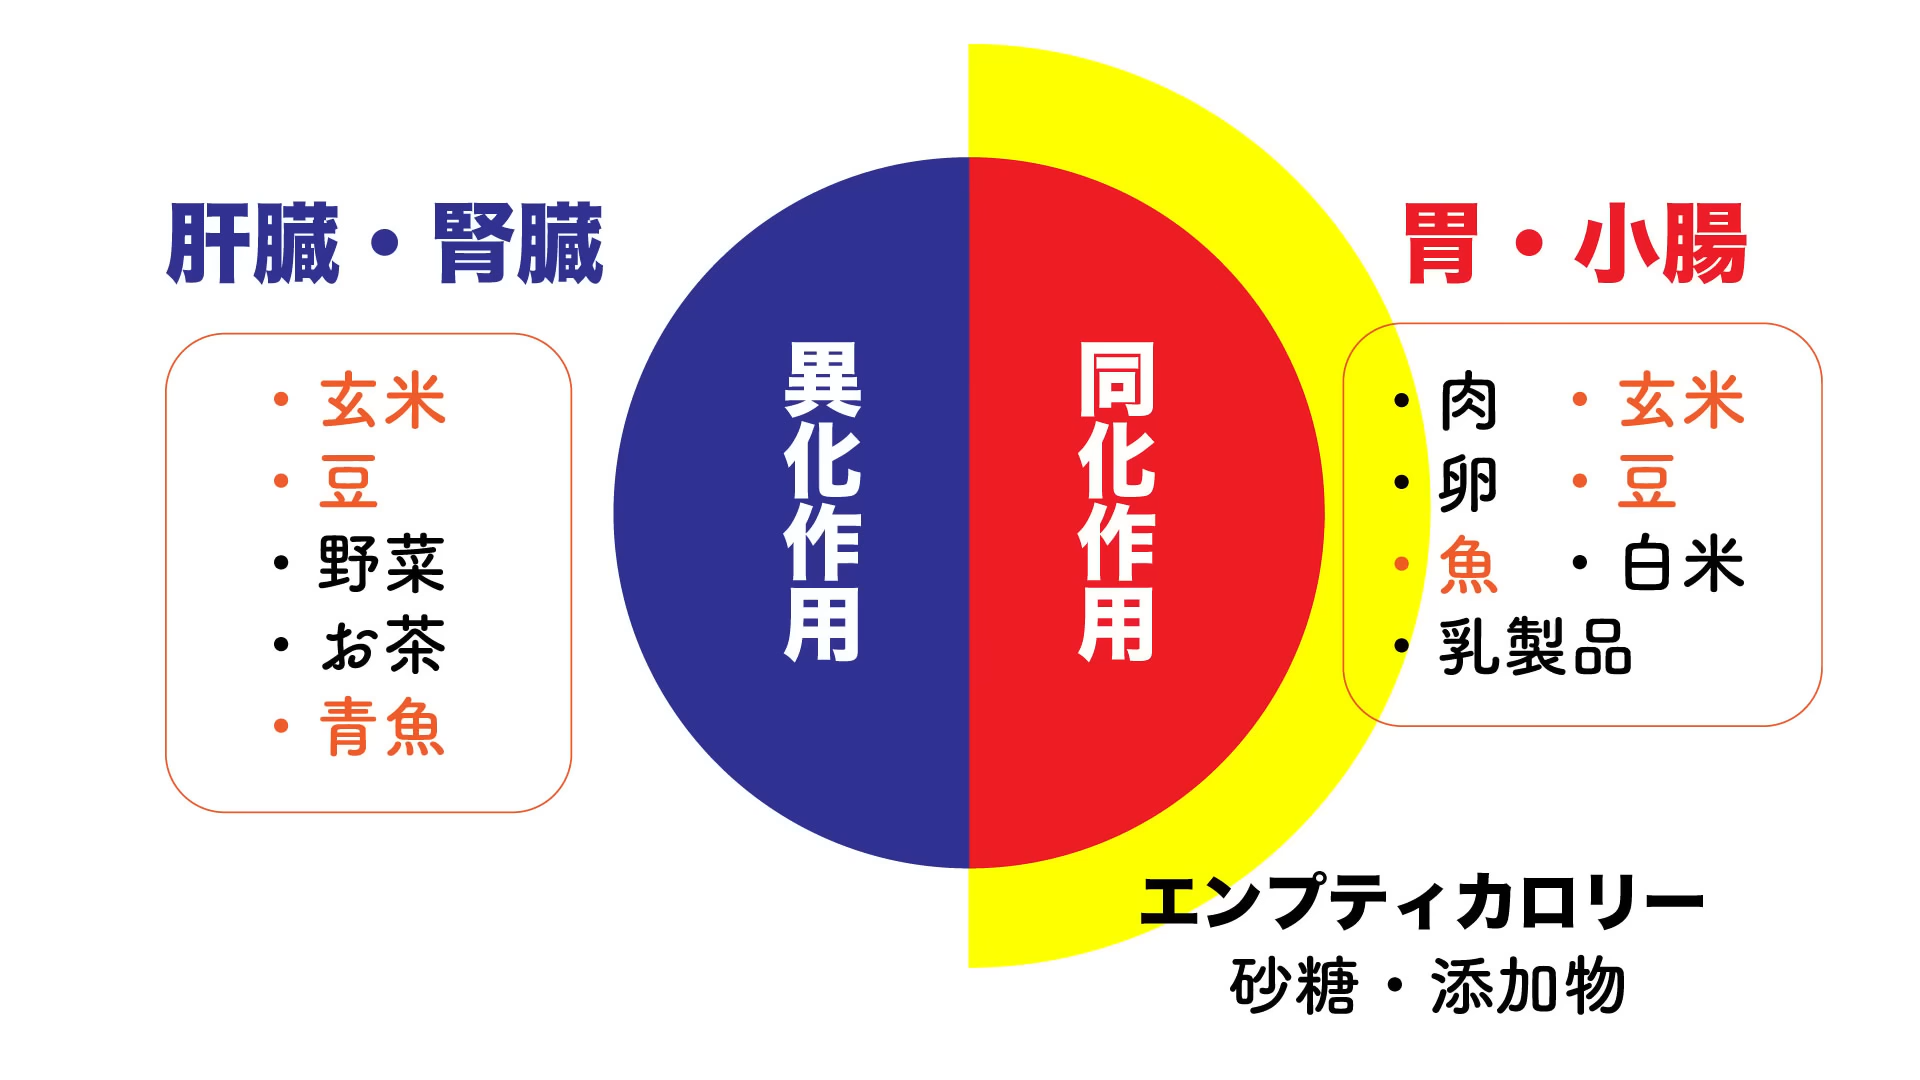 肝臓・腎臓
・玄米
・豆
・野菜
・お茶
・青魚
異化作用
同化作用
胃・小腸
・肉
・卵
・魚
・乳製品
・玄米
・豆
・白米
エンプティカロリー
砂糖・添加物